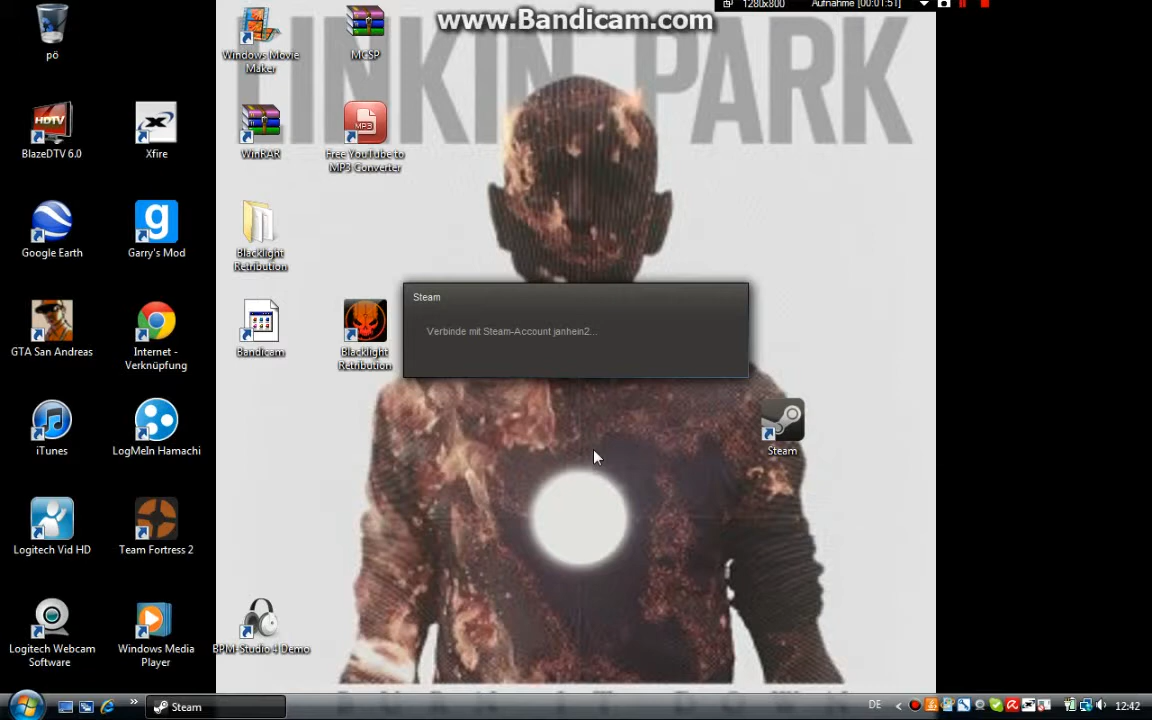 www.Bandicam.com
1280x800
Aufnahme [00:01:51]
LINKIN PARK
pö
Windows Movie
Maker
MCSP
BlazeDTV 6.0
Xfire
WinRAR
MP3
Free YouTube to
MP3 Converter
HDTV
Google Earth
g
Garry's Mod
Blacklight
Retribution
Steam
Verbinde mit Steam-Account janhein2...
GTA San Andreas
Internet -
Verknüpfung
Bandicam
Blacklight
Retribution
iTunes
LogMeIn Hamachi
Steam
Logitech Vid HD
Team Fortress 2
Logitech Webcam
Software
Windows Media
Player
BPM-Studio 4 Demo
Steam
DE
12:42